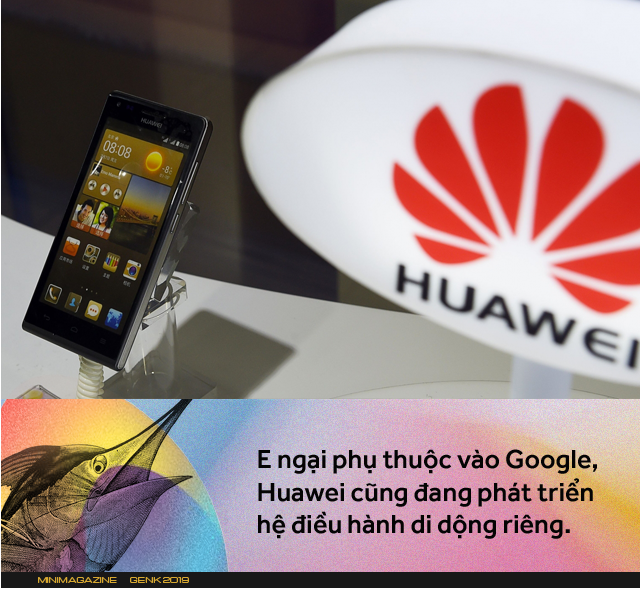 HUAWEI
08:08
HUAWEI
E ngại phụ thuộc vào Google,
Huawei cũng đang phát triển
hệ điều hành di dộng riêng.
MINIMAGAZINE GENK 2019